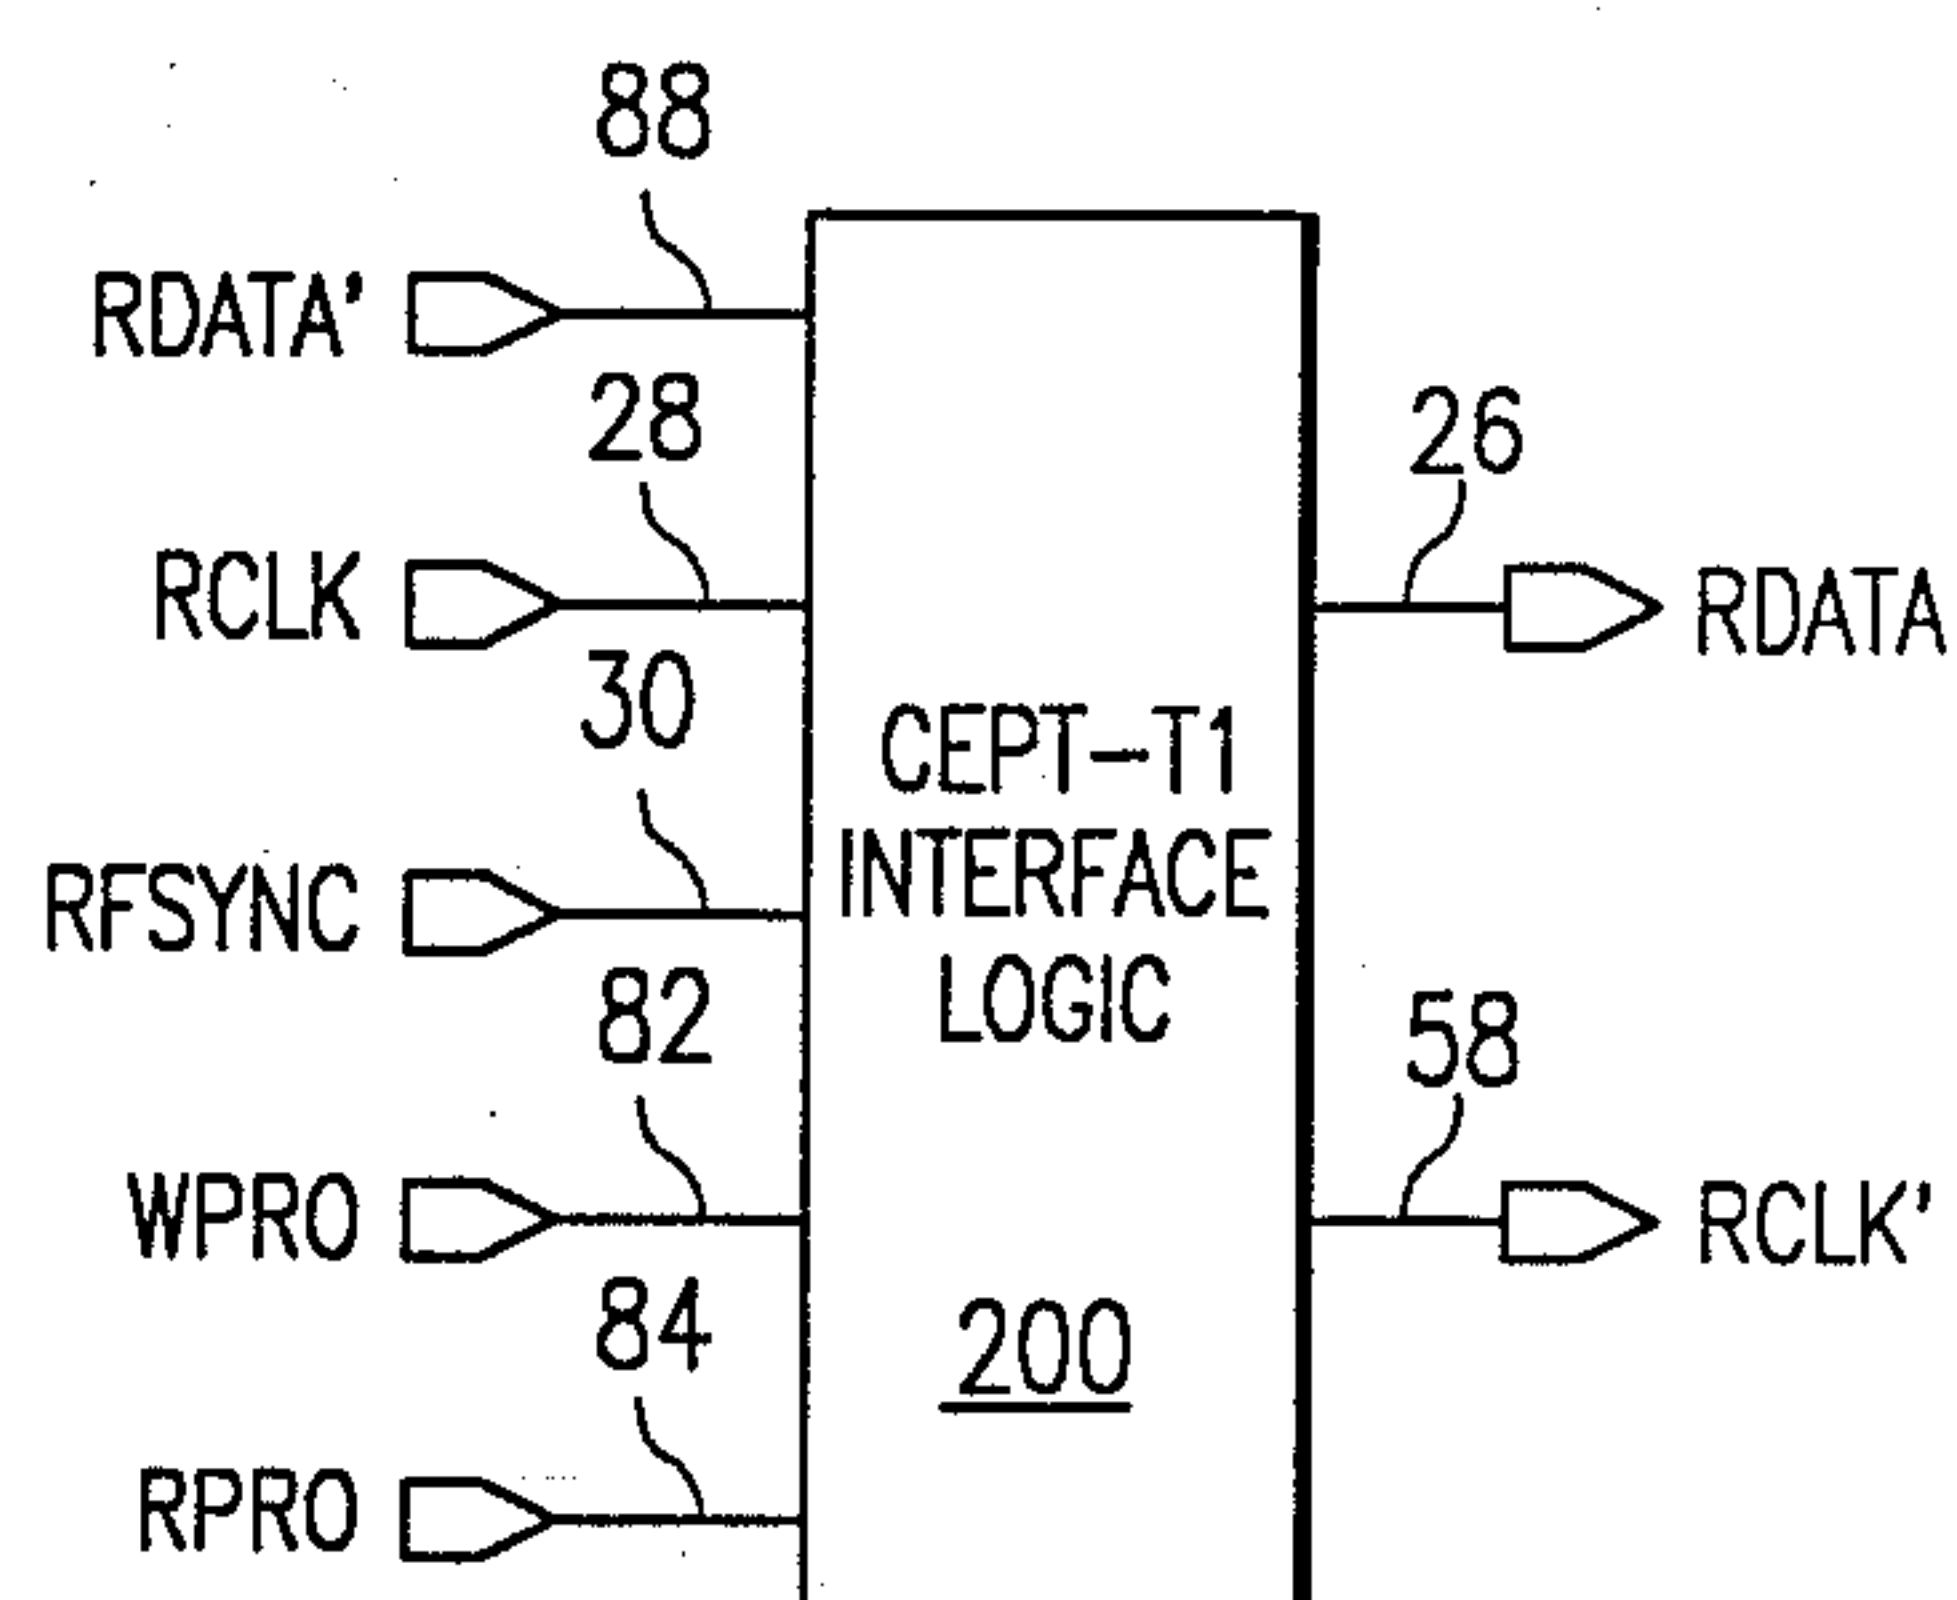 88
RDATA'
28
RCLK
26
RDATA
30
CEPT-T1
INTERFACE
LOGIC
RFSYNC
82
58
WPRO
RCLK'
84
200
RPRO